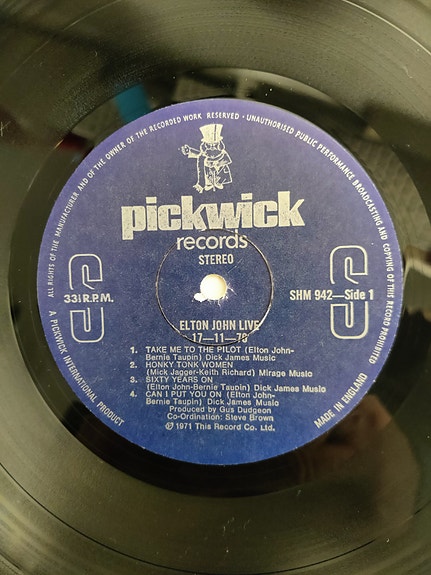 ALL RIGHTS OF THE MANUFACTURER AND OF THE OWNER OF THE RECORDED WORK RESERVED - UNAUTHORISED PUBLIC PERFORMANCE BROADCASTING AND COPYING OF THIS RECORD PROHIBITED
pickwick
records
STEREO
S
33⅓ R.P.M.
S
SHM 942—Side 1
ELTON JOHN LIVE
17—11—70
1. TAKE ME TO THE PILOT (Elton John-
Bernie Taupin) Dick James Music
2. HONKY TONK WOMEN
(Mick Jagger-Keith Richard) Mirage Music
3. SIXTY YEARS ON
(Elton John-Bernie Taupin) Dick James Music
4. CAN I PUT YOU ON (Elton John-
Bernie Taupin) Dick James Music
Produced by Gus Dudgeon
Co-Ordination: Steve Brown
℗ 1971 This Record Co. Ltd.
A PICKWICK INTERNATIONAL PRODUCT
MADE IN ENGLAND